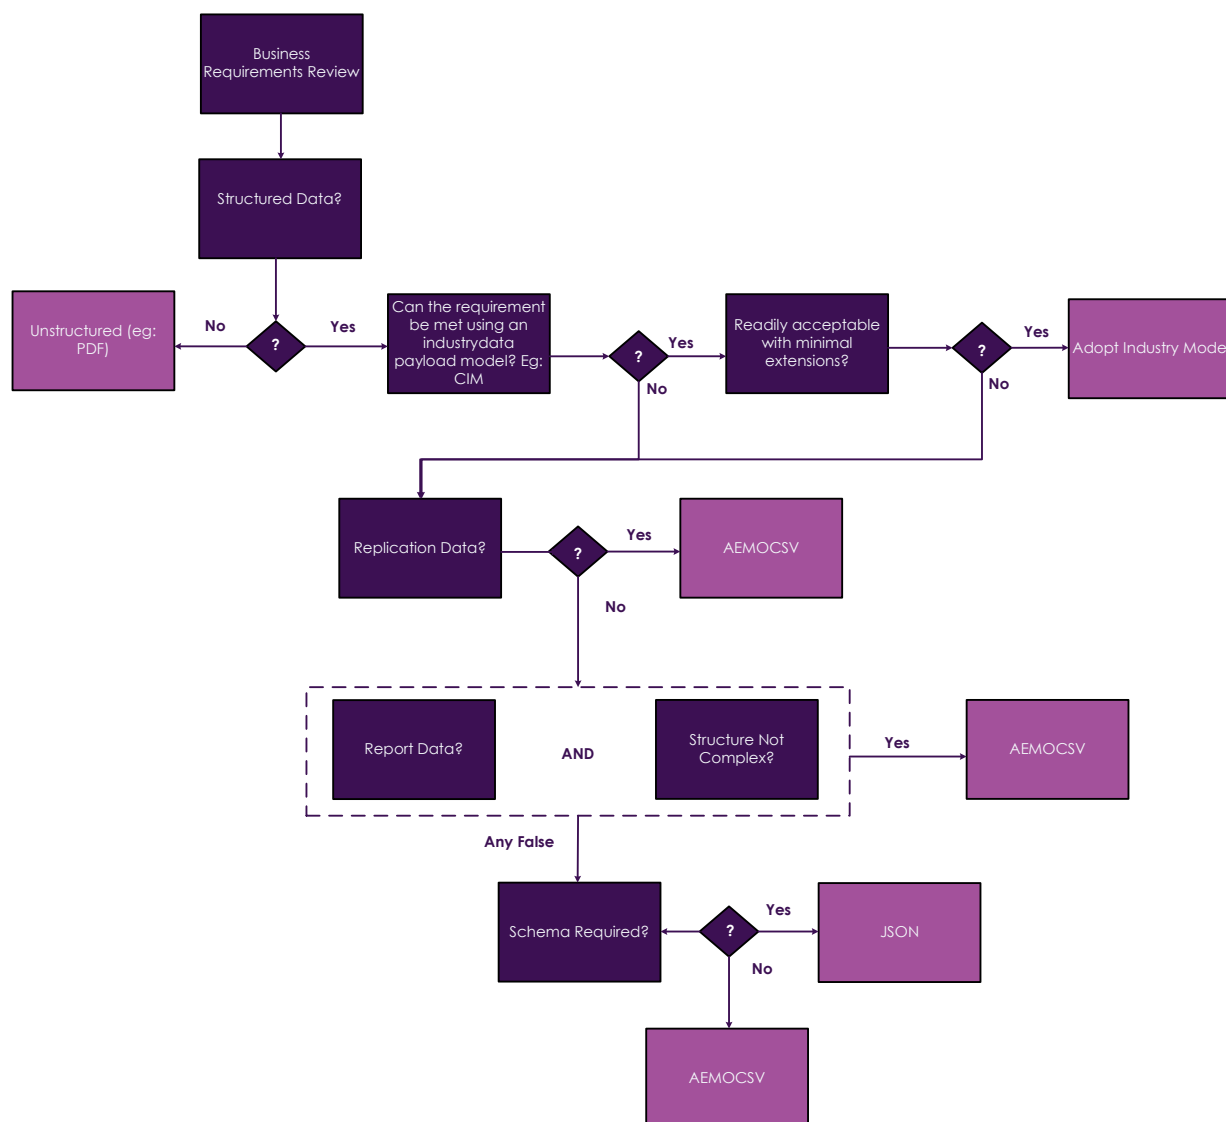 Business
Requirements Review
Structured Data?
Unstructured (eg:
PDF)
No
?
Yes
Can the requirement
be met using an
industrydata
payload model? Eg:
CIM
?
Yes
No
Readily acceptable
with minimal
extensions?
?
Yes
No
Adopt Industry Model
Replication Data?
?
Yes
No
AEMOCSV
Report Data?
AND
Structure Not
Complex?
Yes
AEMOCSV
Any False
Schema Required?
?
Yes
No
JSON
AEMOCSV